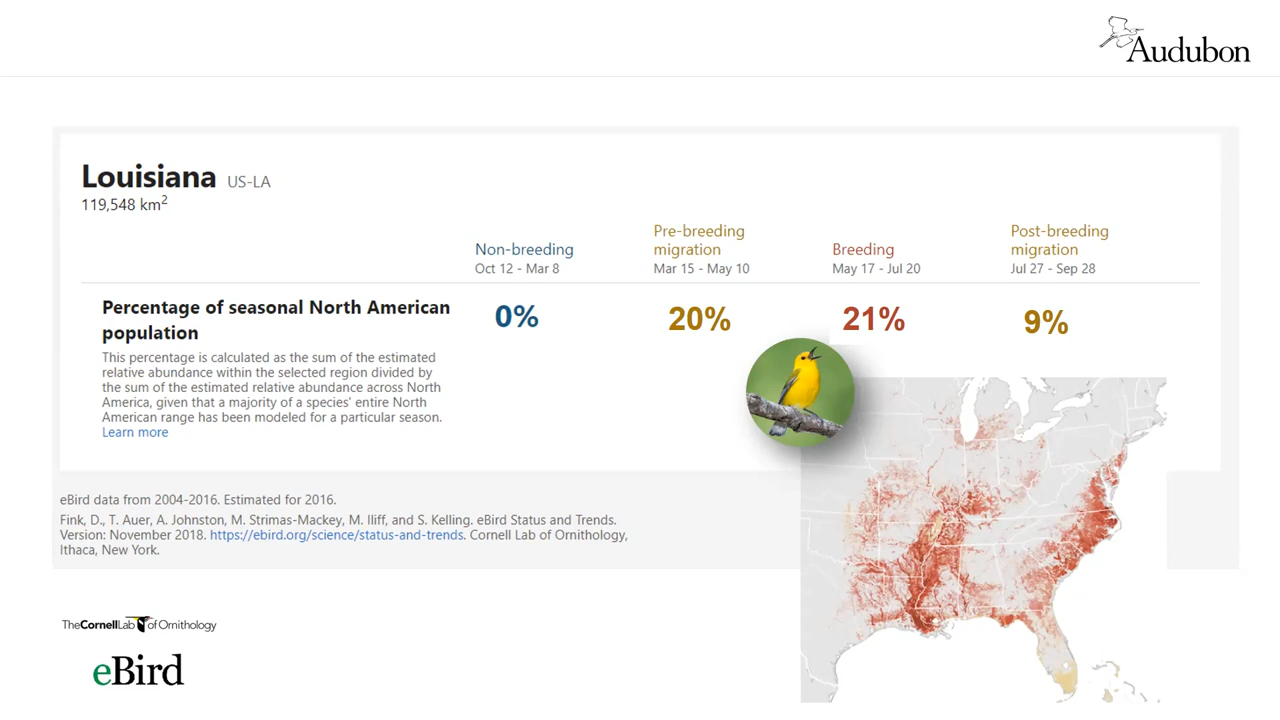 Audubon
Louisiana US-LA
119,548 km²
Non-breeding
Oct 12 - Mar 8
Pre-breeding
migration
Mar 15 - May 10
Breeding
May 17 - Jul 20
Post-breeding
migration
Jul 27 - Sep 28
Percentage of seasonal North American
population
0%
20%
21%
9%
This percentage is calculated as the sum of the estimated
relative abundance within the selected region divided by
the sum of the estimated relative abundance across North
America, given that a majority of a species' entire North
American range has been modeled for a particular season.
Learn more
eBird data from 2004-2016. Estimated for 2016.
Fink, D., T. Auer, A. Johnston, M. Strimas-Mackey, M. Iliff, and S. Kelling. eBird Status and Trends.
Version: November 2018. https://ebird.org/science/status-and-trends. Cornell Lab of Ornithology,
Ithaca, New York.
TheCornellLab of Ornithology
eBird